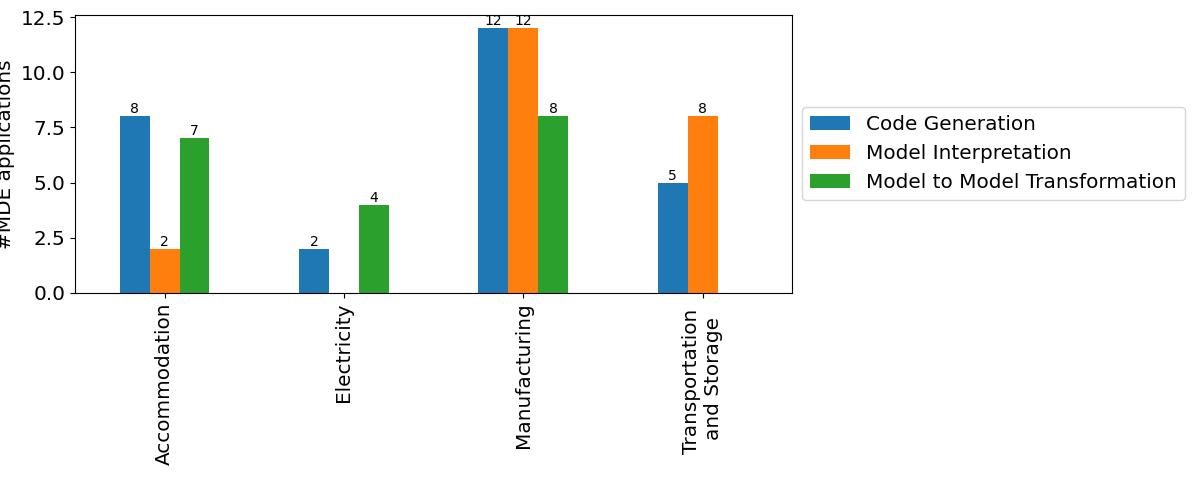 #MDE applications
12.5
10.0
7.5
5.0
2.5
0.0
8
2
7
2
4
12
12
8
5
8
Accommodation
Electricity
Manufacturing
Transportation
and Storage
Code Generation
Model Interpretation
Model to Model Transformation